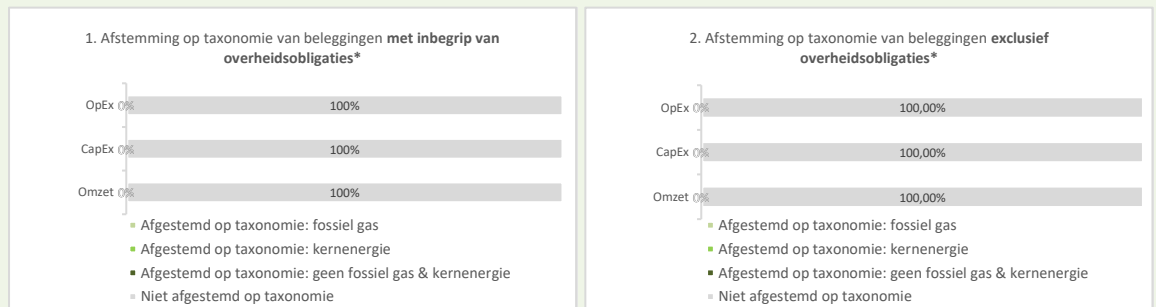 1. Afstemming op taxonomie van beleggingen met inbegrip van
overheidsobligaties*
OpEx 0% 100%
CapEx 0% 100%
Omzet 0% 100%
Afgestemd op taxonomie: fossiel gas
Afgestemd op taxonomie: kernenergie
Afgestemd op taxonomie: geen fossiel gas & kernenergie
Niet afgestemd op taxonomie
2. Afstemming op taxonomie van beleggingen exclusief
overheidsobligaties*
OpEx 0% 100,00%
CapEx 0% 100,00%
Omzet 0% 100,00%
Afgestemd op taxonomie: fossiel gas
Afgestemd op taxonomie: kernenergie
Afgestemd op taxonomie: geen fossiel gas & kernenergie
Niet afgestemd op taxonomie